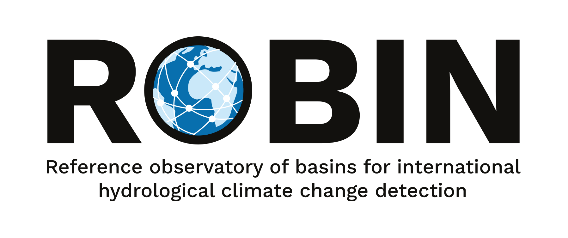 ROBIN
Reference observatory of basins for international
hydrological climate change detection